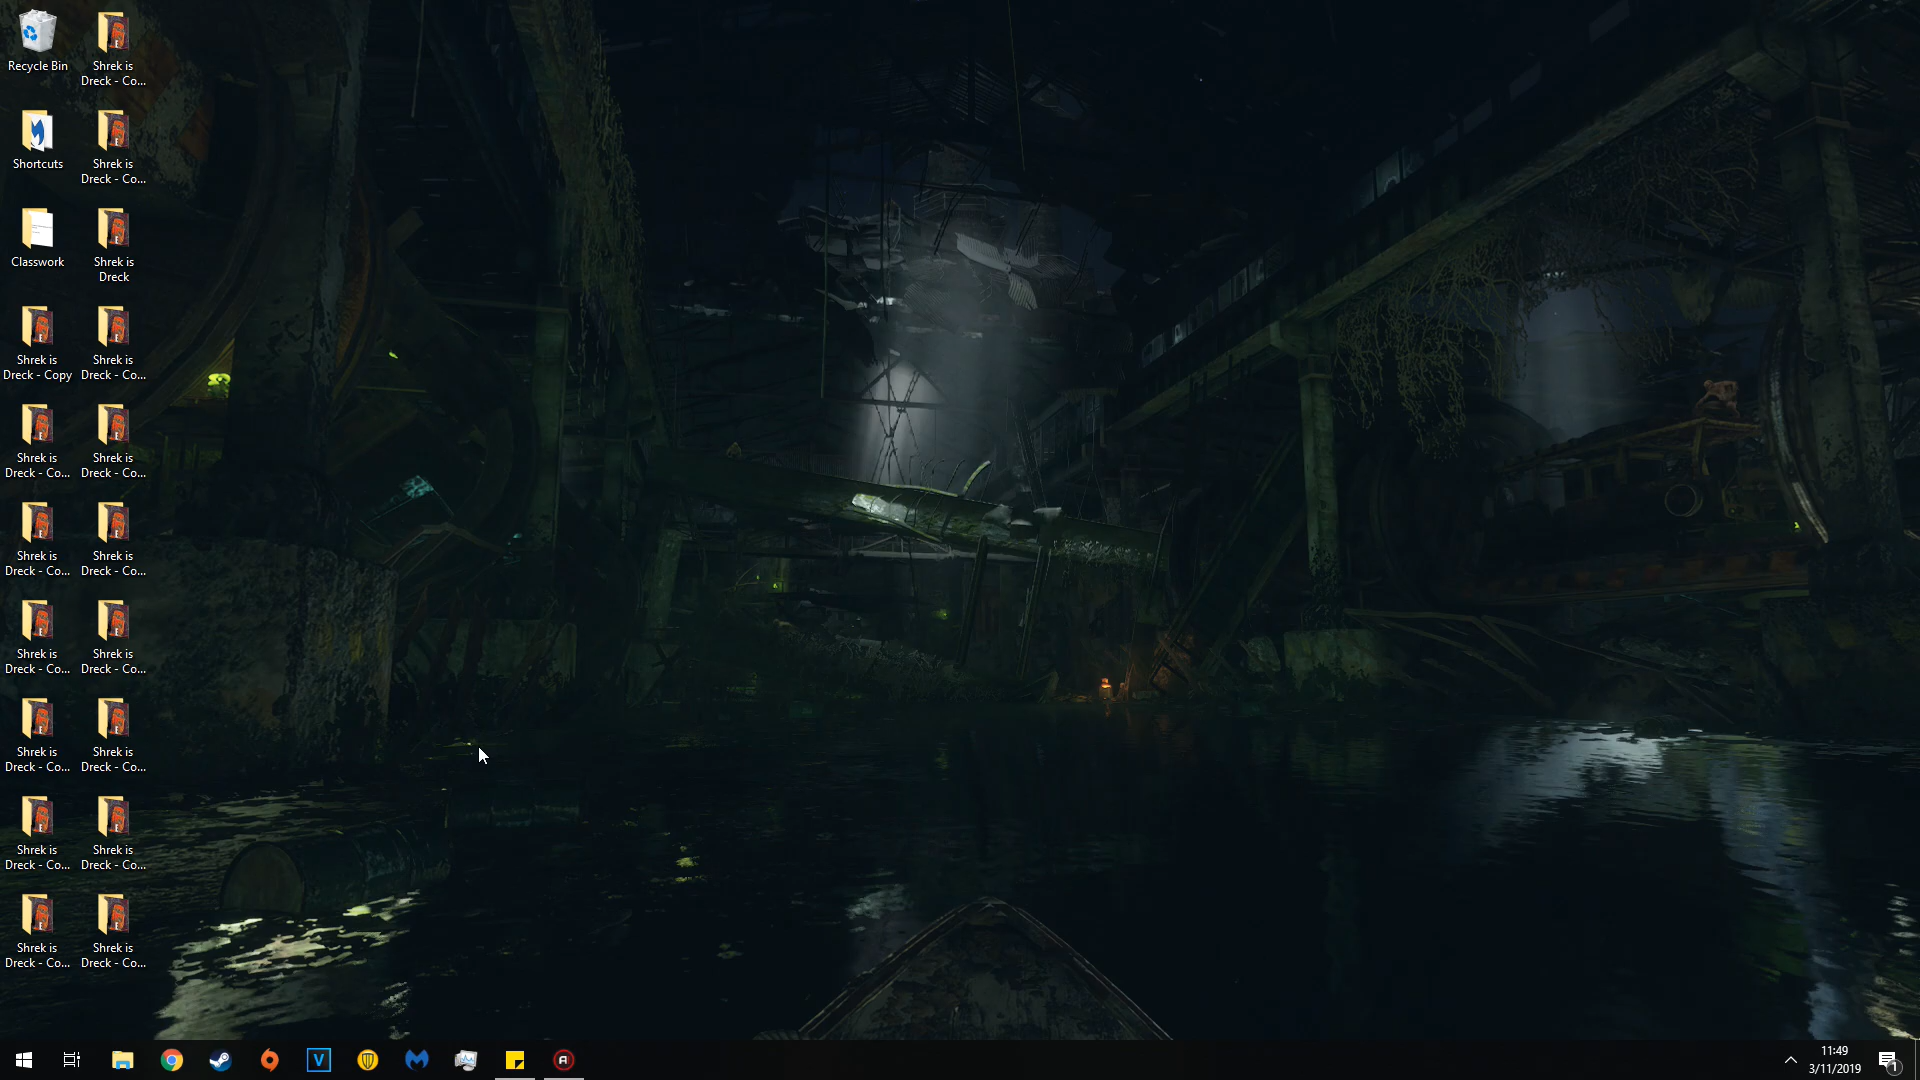 Recycle Bin
Shortcuts
Classwork
Shrek is
Dreck - Copy
Shrek is
Dreck - Co...
Shrek is
Dreck - Co...
Shrek is
Dreck - Co...
Shrek is
Dreck - Co...
Shrek is
Dreck - Co...
Shrek is
Dreck - Co...
Shrek is
Dreck - Co...
Shrek is
Dreck - Co...
Shrek is
Dreck
Shrek is
Dreck - Co...
Shrek is
Dreck - Co...
Shrek is
Dreck - Co...
Shrek is
Dreck - Co...
Shrek is
Dreck - Co...
Shrek is
Dreck - Co...
Shrek is
Dreck - Co...
V
A
11:49
3/11/2019
1